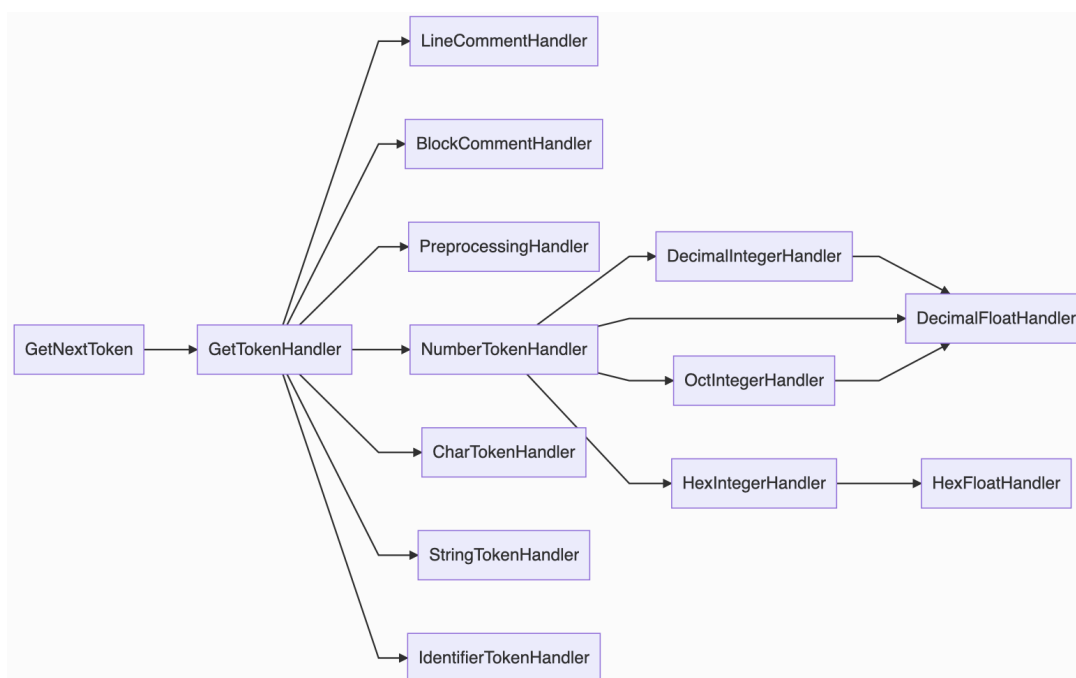 LineCommentHandler
BlockCommentHandler
PreprocessingHandler
DecimalIntegerHandler
DecimalFloatHandler
GetNextToken
GetTokenHandler
NumberTokenHandler
OctIntegerHandler
CharTokenHandler
HexIntegerHandler
HexFloatHandler
StringTokenHandler
IdentifierTokenHandler